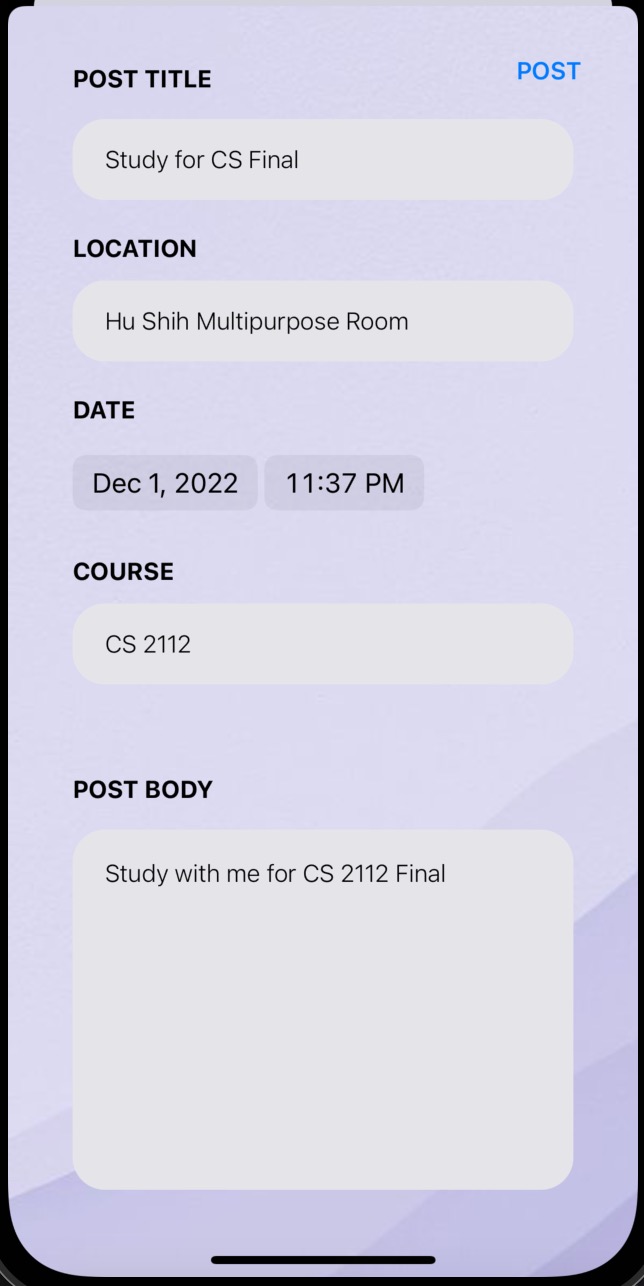 POST TITLE
POST
Study for CS Final
LOCATION
Hu Shih Multipurpose Room
DATE
Dec 1, 2022 11:37 PM
COURSE
CS 2112
POST BODY
Study with me for CS 2112 Final